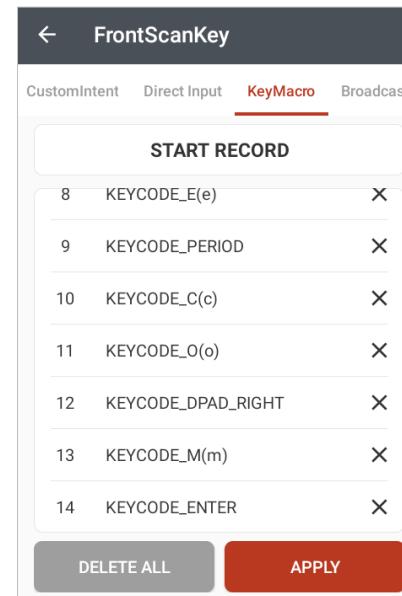 FrontScanKey
CustomIntent Direct Input KeyMacro Broadcas
START RECORD
8 KEYCODE_E(e)
9 KEYCODE_PERIOD
10 KEYCODE_C(c)
11 KEYCODE_O(o)
12 KEYCODE_DPAD_RIGHT
13 KEYCODE_M(m)
14 KEYCODE_ENTER
DELETE ALL APPLY